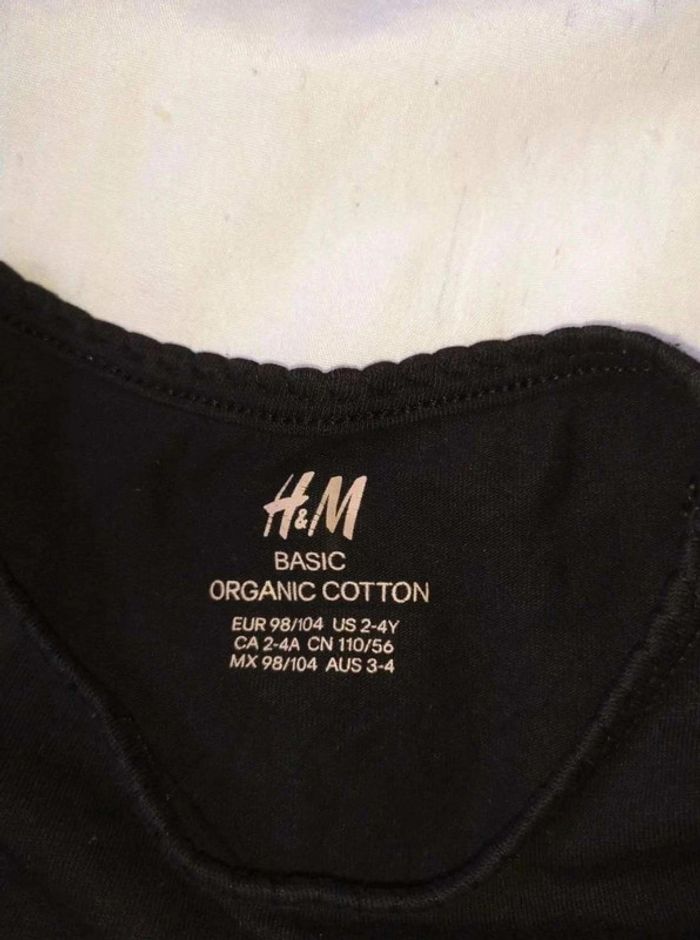 H&M
BASIC
ORGANIC COTTON
EUR 98/104 US 2-4Y
CA 2-4A CN 110/56
MX 98/104 AUS 3-4